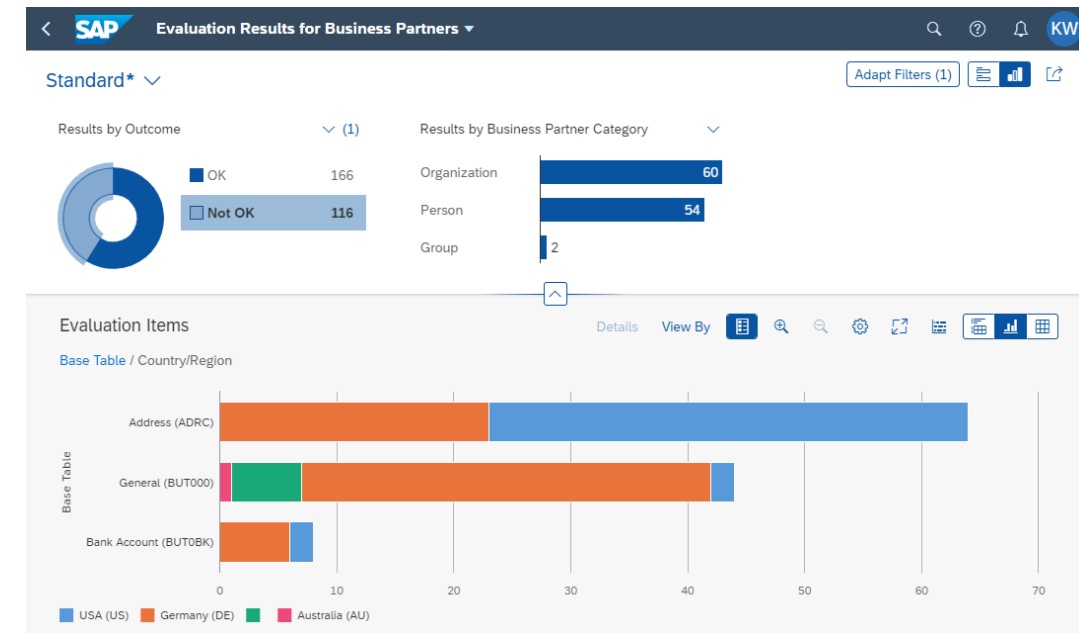 SAP Evaluation Results for Business Partners KW
Standard* Adapt Filters (1)
Results by Outcome (1)
OK 166
Not OK 116
Results by Business Partner Category
Organization 60
Person 54
Group 2
Evaluation Items Details View By
Base Table / Country/Region
Base Table
Address (ADRC)
General (BUT000)
Bank Account (BUT0BK)
0 10 20 30 40 50 60 70
USA (US) Germany (DE) Australia (AU)